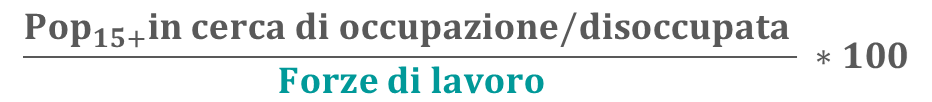 Pop₁₅₊in cerca di occupazione/disoccupata
Forze di lavoro
* 100